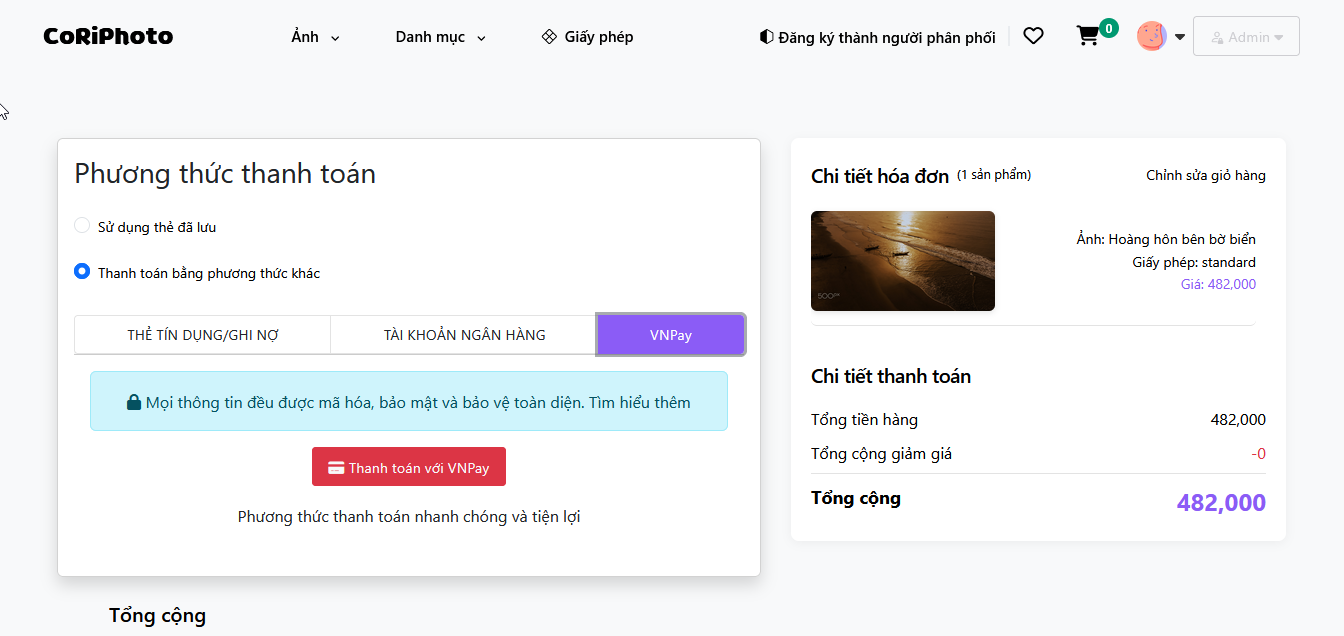 CoRiPhoto
Ảnh
Danh mục
Giấy phép
Đăng ký thành người phân phối
0
Admin
Phương thức thanh toán
Sử dụng thẻ đã lưu
Thanh toán bằng phương thức khác
THẺ TÍN DỤNG/GHI NỢ
TÀI KHOẢN NGÂN HÀNG
VNPay
Mọi thông tin đều được mã hóa, bảo mật và bảo vệ toàn diện. Tìm hiểu thêm
Thanh toán với VNPay
Phương thức thanh toán nhanh chóng và tiện lợi
Tổng cộng
Chi tiết hóa đơn (1 sản phẩm)
Chỉnh sửa giỏ hàng
500px
Ảnh: Hoàng hôn bên bờ biển
Giấy phép: standard
Giá: 482,000
Chi tiết thanh toán
Tổng tiền hàng 482,000
Tổng cộng giảm giá -0
Tổng cộng 482,000